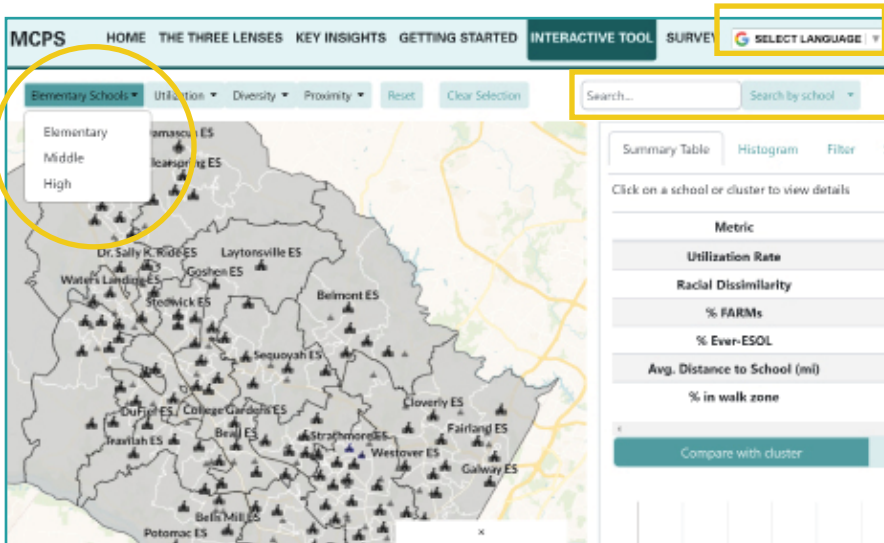 MCPS
HOME THE THREE LENSES KEY INSIGHTS GETTING STARTED INTERACTIVE TOOL SURVEY SELECT LANGUAGE ▼
Elementary Schools Utilization Diversity Proximity Reset Clear Selection
Search... Search by school
Elementary
Middle
High
Damascus ES
Clearspring ES
Summary Table Histogram Filter
Click on a school or cluster to view details
Metric
Utilization Rate
Racial Dissimilarity
% FARMs
% Ever-ESOL
Avg. Distance to School (mi)
% in walk zone
Compare with cluster
Dr. Sally K. Ride ES
Laytonsville ES
Goshen ES
Waters Landing ES
Stedwick ES
Belmont ES
Sequoyah ES
Cloverly ES
DuFief ES
College Gardens ES
Fairland ES
Beall ES
Strathmore ES
Travilah ES
Westover ES
Galway ES
Bells Mill ES
Potomac ES
×